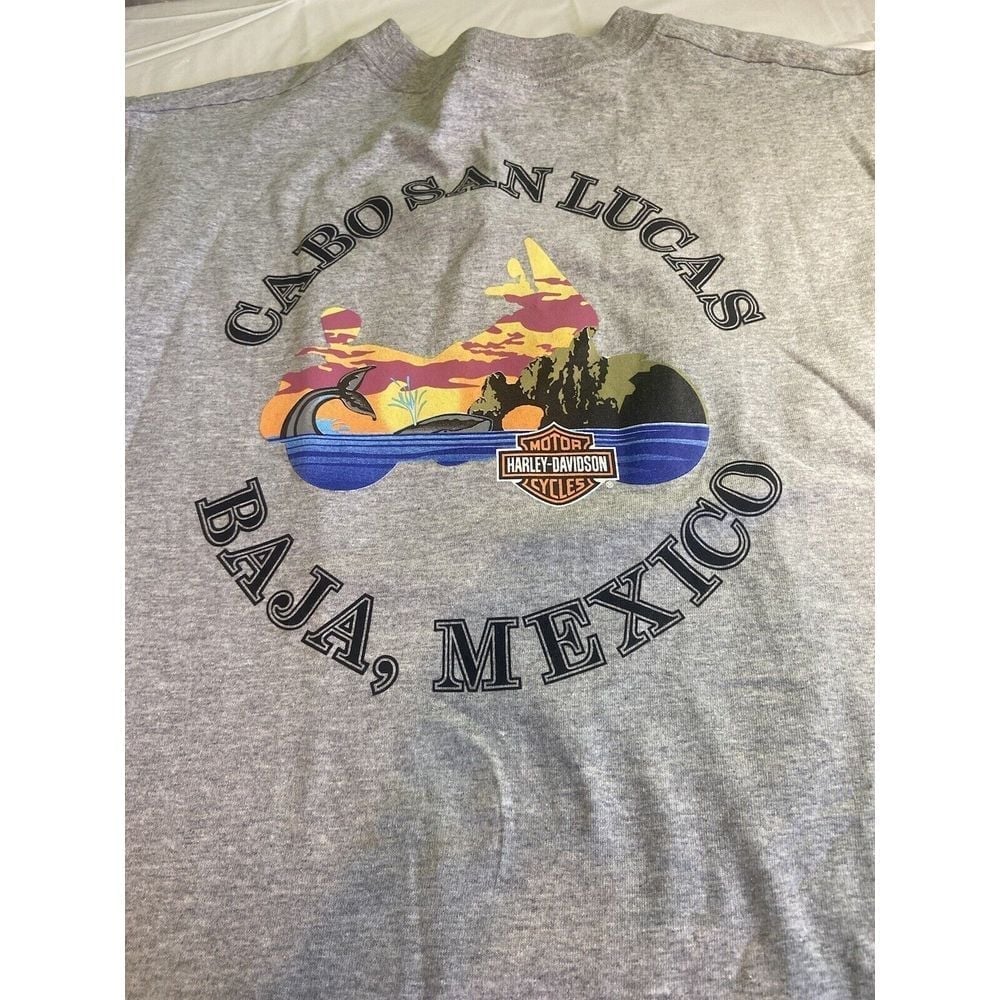 CABO SAN LUCAS
MOTOR
HARLEY-DAVIDSON
CYCLES
®
BAJA, MEXICO